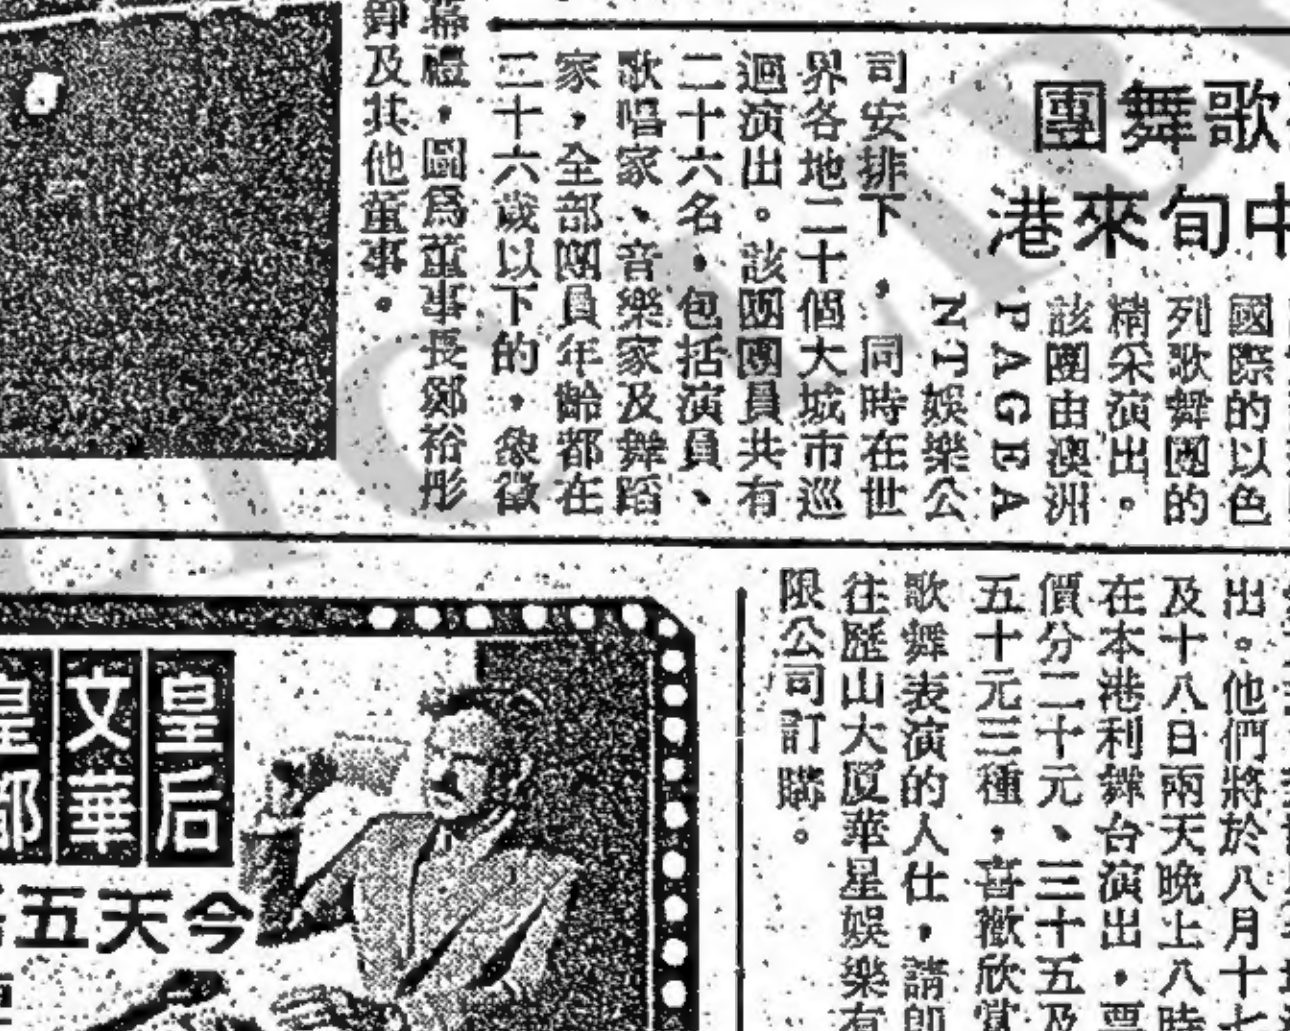 歌舞團
中旬來港
國際的以色
列歌舞團的
精采演出。
該團由澳洲
PAGEA
NT娛樂公
司安排下，同時在世
界各地二十個大城市巡
迴演出。該團團員共有
二十六名，包括演員、
歌唱家、音樂家及舞蹈
家，全部團員年齡都在
二十六歲以下的，象徵
幕禮，圖爲董事長鄭裕彤
及其他董事。
出。他們將於八月十七
及十八日兩天晚上八時
在本港利舞台演出，票
價分二十元、三十五及
五十元三種，喜歡欣賞
歌舞表演的人仕，請即
往歷山大廈華星娛樂有
限公司訂購。
皇后
文華
皇都
今天五